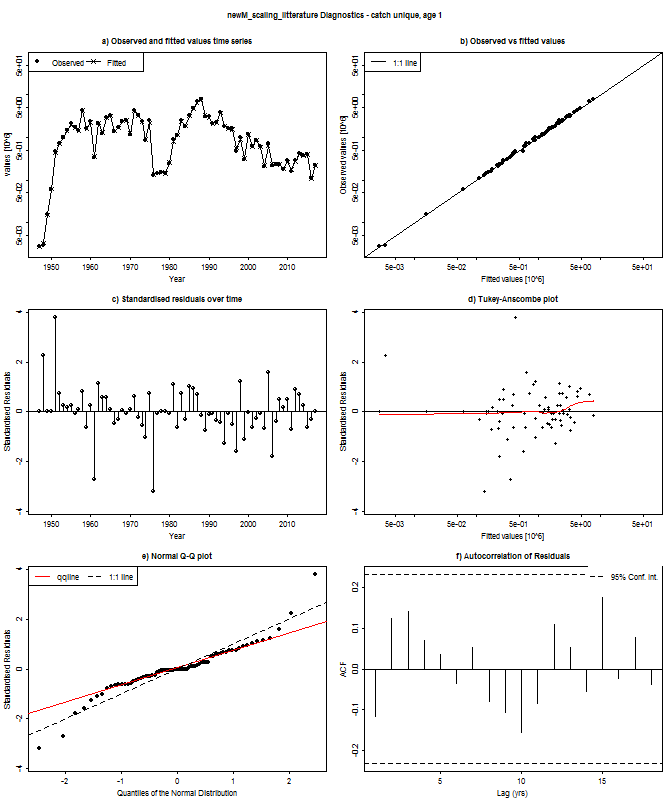 newM_scaling_litterature Diagnostics - catch unique, age 1
a) Observed and fitted values time series
Observed
Fitted
values [10^6]
5e+01
5e+00
5e-01
5e-02
5e-03
1950 1960 1970 1980 1990 2000 2010
Year
b) Observed vs fitted values
1:1 line
Observed values [10^6]
5e+01
5e+00
5e-01
5e-02
5e-03
5e-03 5e-02 5e-01 5e+00 5e+01
Fitted values [10^6]
c) Standardised residuals over time
Standardised Residuals
4
2
0
-2
-4
1950 1960 1970 1980 1990 2000 2010
Year
d) Tukey-Anscombe plot
Standardised Residuals
4
2
0
-2
-4
5e-03 5e-02 5e-01 5e+00 5e+01
Fitted values [10^6]
e) Normal Q-Q plot
qqline
1:1 line
Standardised Residuals
4
2
0
-2
-4
-2 -1 0 1 2
Quantiles of the Normal Distribution
f) Autocorrelation of Residuals
95% Conf. Int.
ACF
0.2
0.1
0.0
-0.1
-0.2
5 10 15
Lag (yrs)